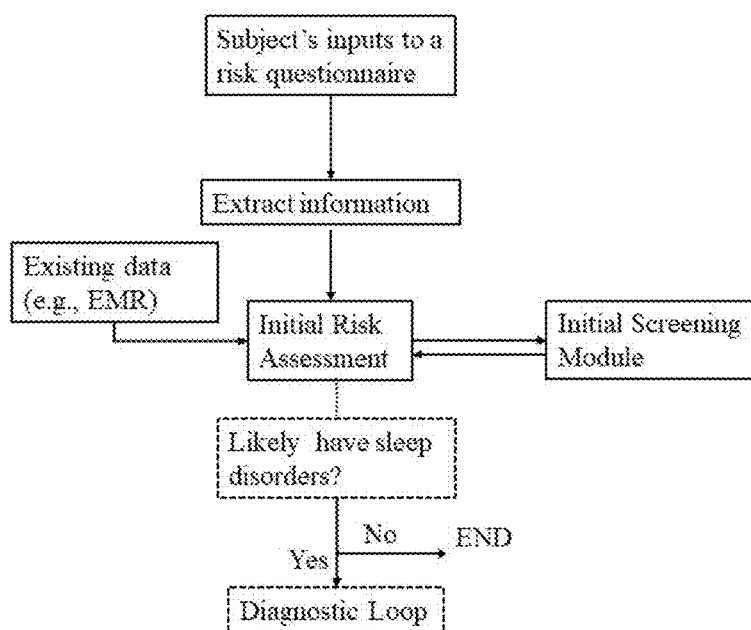 Subject's inputs to a
risk questionnaire
Extract information
Existing data
(e.g., EMR)
Initial Risk
Assessment
Initial Screening
Module
Likely have sleep
disorders?
No
END
Yes
Diagnostic Loop